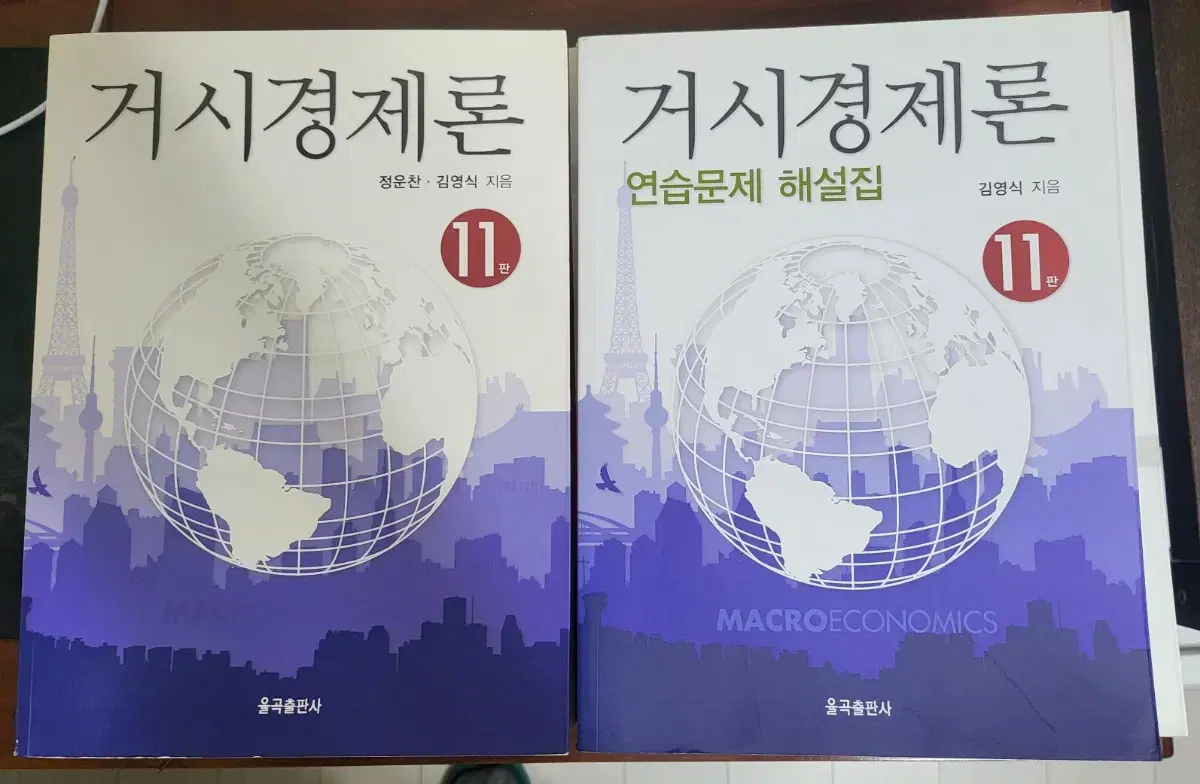 거시경제론
정운찬 · 김영식 지음
11판
MAC
율곡출판사
거시경제론
연습문제 해설집
김영식 지음
11판
MACROECONOMICS
율곡출판사